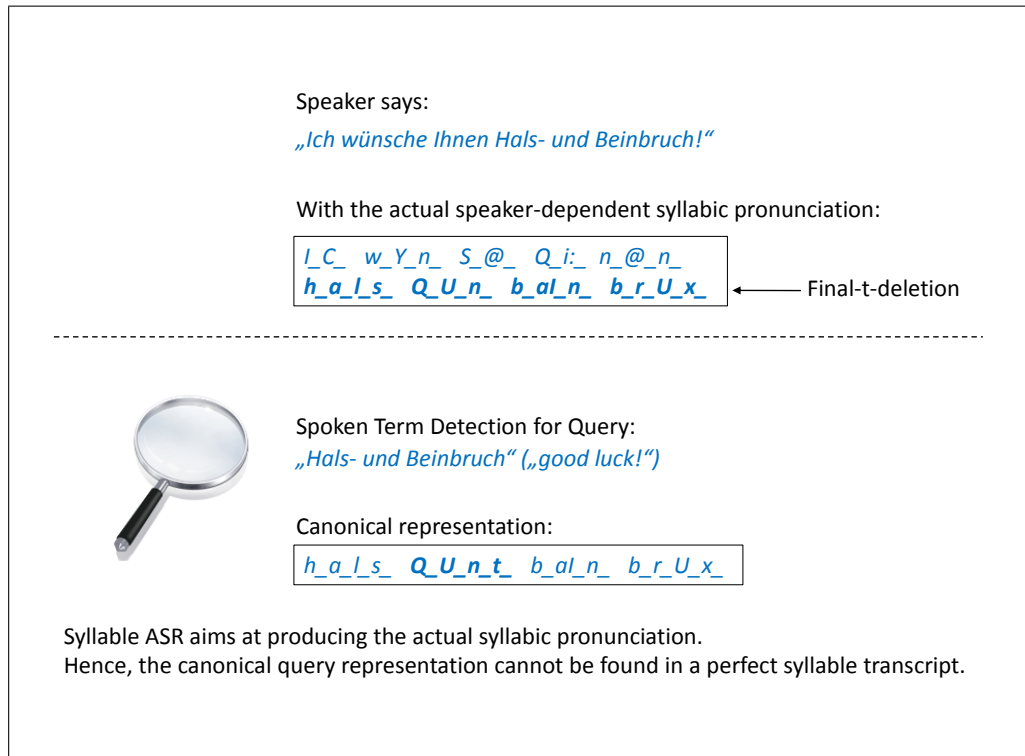 Speaker says:
„Ich wünsche Ihnen Hals- und Beinbruch!“
With the actual speaker-dependent syllabic pronunciation:
I_C_ w_Y_n_ S_@_ Q_i:_ n_@_n_
h_a_l_s_ Q_U_n_ b_aI_n_ b_r_U_x_
Final-t-deletion
Spoken Term Detection for Query:
„Hals- und Beinbruch“ („good luck!“)
Canonical representation:
h_a_l_s_ Q_U_n_t_ b_aI_n_ b_r_U_x_
Syllable ASR aims at producing the actual syllabic pronunciation.
Hence, the canonical query representation cannot be found in a perfect syllable transcript.